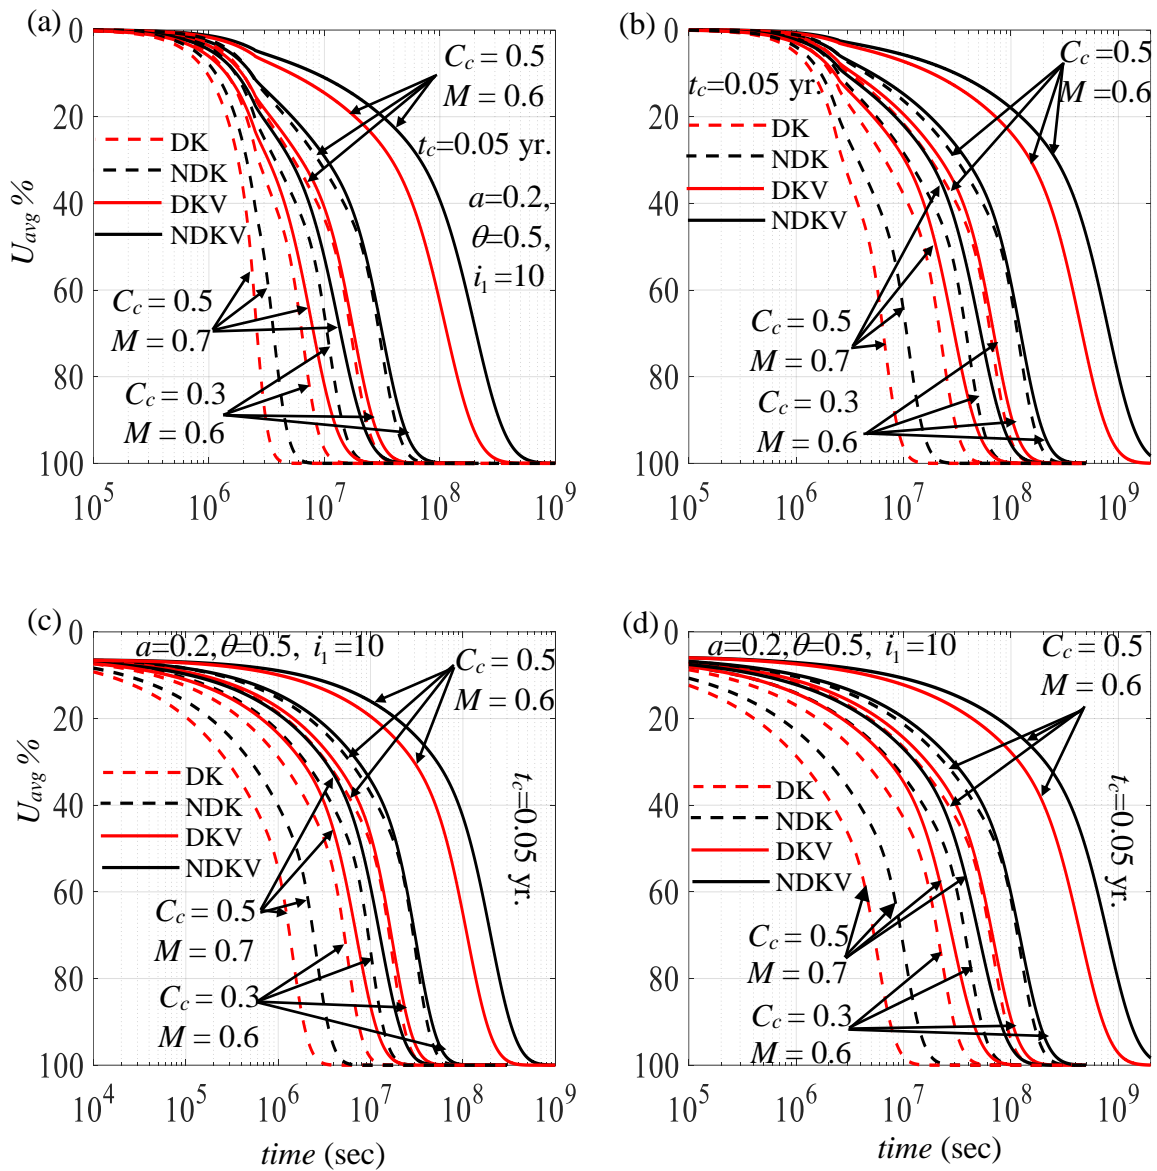 (a)
0
20
40
60
80
100
U_avg %
C_c = 0.5
M = 0.6
t_c=0.05 yr.
DK
NDK
DKV
NDKV
a=0.2,
θ=0.5,
i_1=10
C_c = 0.5
M = 0.7
C_c = 0.3
M = 0.6
10^5
10^6
10^7
10^8
10^9
(b)
0
20
40
60
80
100
C_c=0.5
M=0.6
t_c=0.05 yr.
DK
NDK
DKV
NDKV
C_c = 0.5
M = 0.7
C_c = 0.3
M = 0.6
10^5
10^6
10^7
10^8
10^9
(c)
0
20
40
60
80
100
U_avg %
a=0.2, θ=0.5, i_1=10
C_c = 0.5
M = 0.6
t_c=0.05 yr.
DK
NDK
DKV
NDKV
C_c = 0.5
M = 0.7
C_c = 0.3
M = 0.6
10^4
10^5
10^6
10^7
10^8
10^9
time (sec)
(d)
0
20
40
60
80
100
a=0.2, θ=0.5, i_1=10
C_c = 0.5
M = 0.6
t_c=0.05 yr.
DK
NDK
DKV
NDKV
C_c = 0.5
M = 0.7
C_c = 0.3
M = 0.6
10^5
10^6
10^7
10^8
10^9
time (sec)